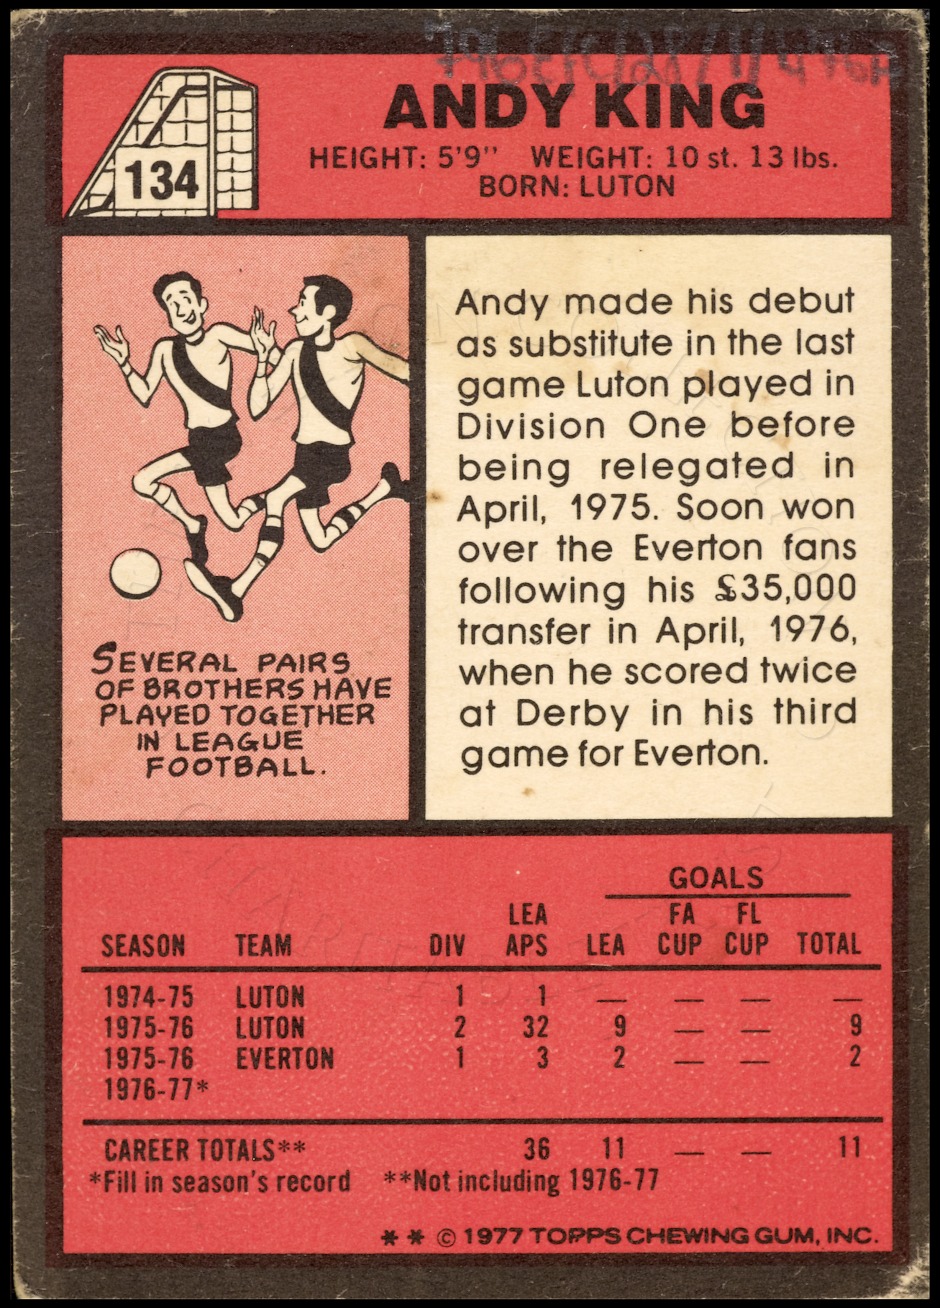 ANDY KING
134
HEIGHT: 5'9" WEIGHT: 10 st. 13 lbs.
BORN: LUTON
SEVERAL PAIRS
OF BROTHERS HAVE
PLAYED TOGETHER
IN LEAGUE
FOOTBALL.
Andy made his debut
as substitute in the last
game Luton played in
Division One before
being relegated in
April, 1975. Soon won
over the Everton fans
following his £35,000
transfer in April, 1976,
when he scored twice
at Derby in his third
game for Everton.
GOALS
LEA FA FL
SEASON TEAM DIV APS LEA CUP CUP TOTAL
1974-75 LUTON 1 1 — — — —
1975-76 LUTON 2 32 9 — — 9
1975-76 EVERTON 1 3 2 — — 2
1976-77*
CAREER TOTALS** 36 11 — — 11
*Fill in season's record **Not including 1976-77
** © 1977 TOPPS CHEWING GUM, INC.